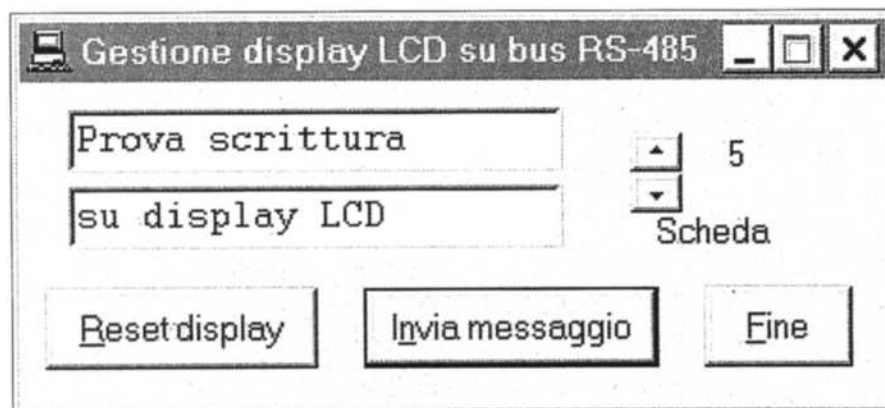 Gestione display LCD su bus RS-485
Prova scrittura
5
su display LCD
Scheda
Reset display
Invia messaggio
Fine